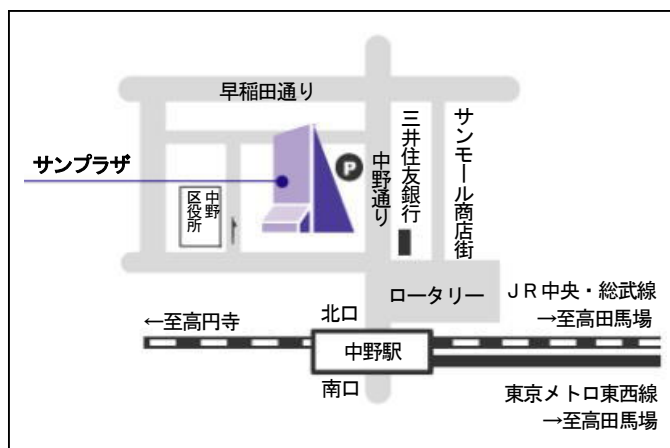 早稲田通り
サンプラザ
P
中野通り
三井住友銀行
サンモール商店街
中野
区役所
ロータリー
JR中央・総武線
→至高田馬場
北口
←至高円寺
中野駅
南口
東京メトロ東西線
→至高田馬場